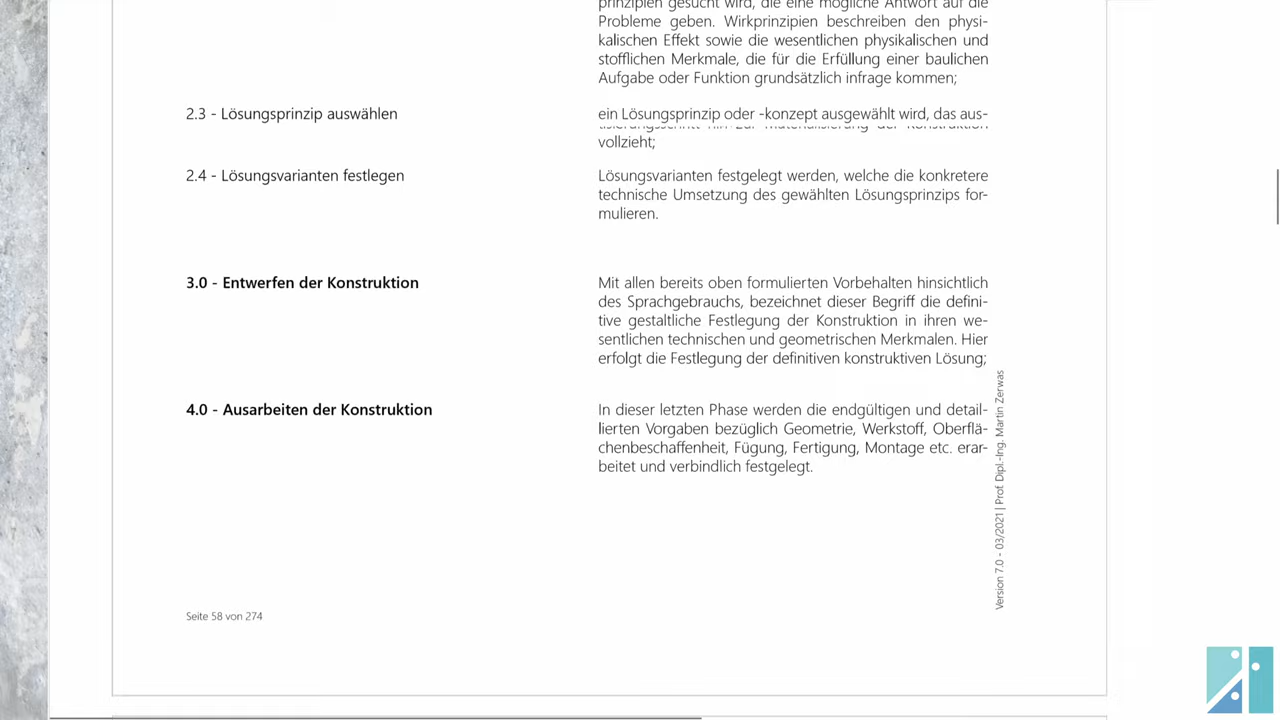 prinzipien gesucht wird, die eine mögliche Antwort auf die
Probleme geben. Wirkprinzipien beschreiben den physi-
kalischen Effekt sowie die wesentlichen physikalischen und
stofflichen Merkmale, die für die Erfüllung einer baulichen
Aufgabe oder Funktion grundsätzlich infrage kommen;
2.3 - Lösungsprinzip auswählen
ein Lösungsprinzip oder -konzept ausgewählt wird, das aus-
vollzieht;
2.4 - Lösungsvarianten festlegen
Lösungsvarianten festgelegt werden, welche die konkretere
technische Umsetzung des gewählten Lösungsprinzips for-
mulieren.
3.0 - Entwerfen der Konstruktion
Mit allen bereits oben formulierten Vorbehalten hinsichtlich
des Sprachgebrauchs, bezeichnet dieser Begriff die defini-
tive gestaltliche Festlegung der Konstruktion in ihren we-
sentlichen technischen und geometrischen Merkmalen. Hier
erfolgt die Festlegung der definitiven konstruktiven Lösung;
4.0 - Ausarbeiten der Konstruktion
In dieser letzten Phase werden die endgültigen und detail-
lierten Vorgaben bezüglich Geometrie, Werkstoff, Oberflä-
chenbeschaffenheit, Fügung, Fertigung, Montage etc. erar-
beitet und verbindlich festgelegt.
Version 7.0 - 03/2021 | Prof. Dipl.-Ing. Martin Zerwas
Seite 58 von 274